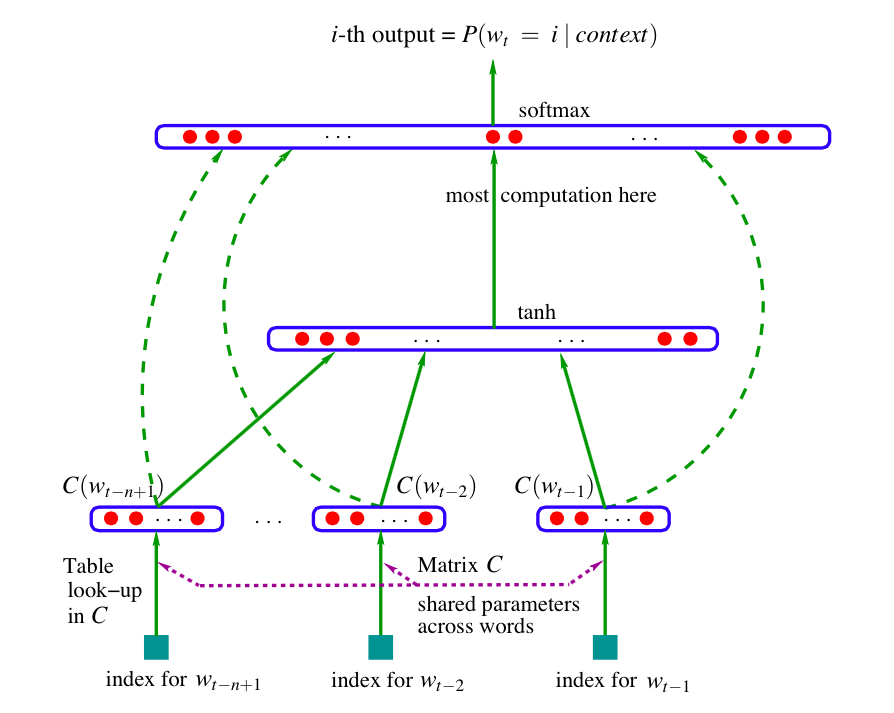 i-th output = P(w_t = i | context)
softmax
. . .
. . .
most computation here
tanh
. . .
. . .
C(w_{t−n+1})
C(w_{t−2})
C(w_{t−1})
. . .
. . .
. . .
. . .
Table
look−up
in C
Matrix C
shared parameters
across words
index for w_{t−n+1}
index for w_{t−2}
index for w_{t−1}